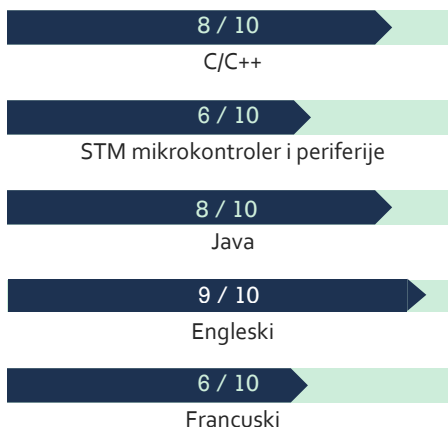 8 / 10
C/C++
6 / 10
STM mikrokontroler i periferije
8 / 10
Java
9 / 10
Engleski
6 / 10
Francuski